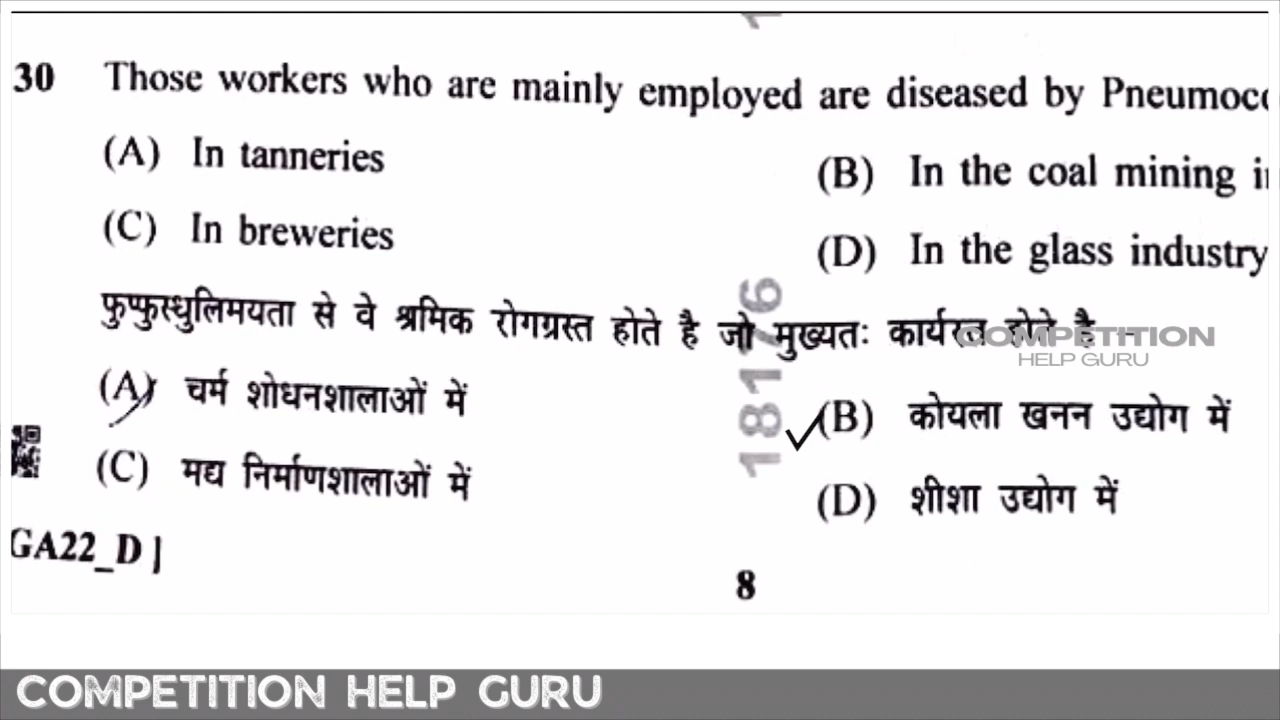 30 Those workers who are mainly employed are diseased by
(A) In tanneries
(B) In the coal mining
(C) In breweries
(D) In the glass industry
फुफ्फुस्धुलिमयता से वे श्रमिक रोगग्रस्त होते है जो मुख्यतः कार्यरत होते है –
COMPETITION
HELP GURU
(A) चर्म शोधनशालाओं में
(B) कोयला खनन उद्योग में
(C) मद्य निर्माणशालाओं में
(D) शीशा उद्योग में
18176
GA22_D |
8
COMPETITION HELP GURU